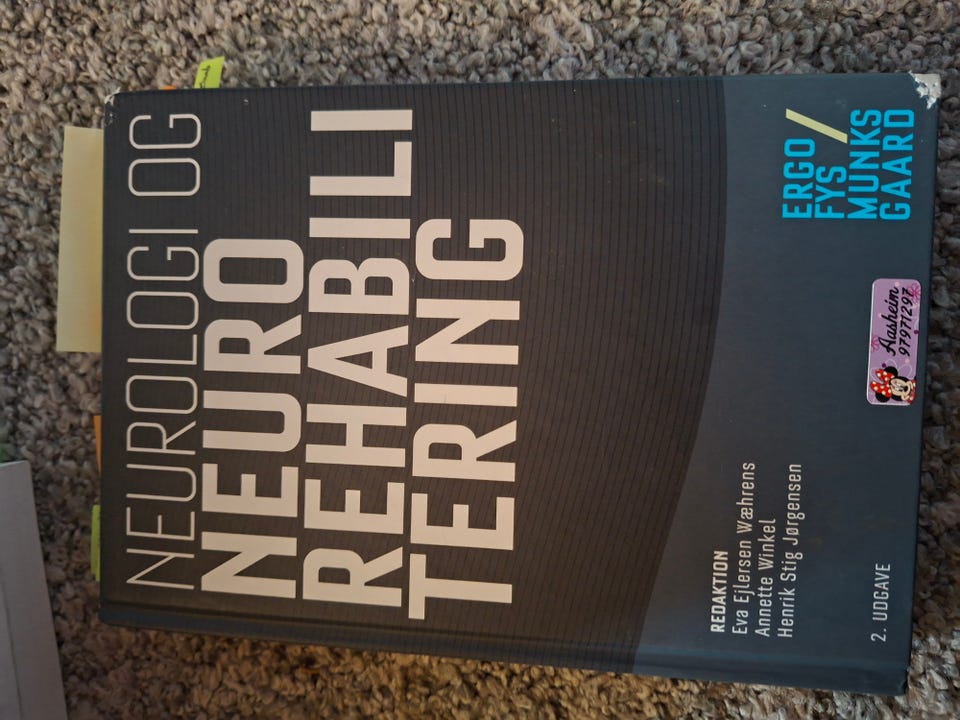 NEUROLOGI OG
NEURO
REHABILI
TERING
REDAKTION
Eva Ejlersen Wæhrens
Annette Winkel
Henrik Stig Jørgensen
2. UDGAVE
Aasheim
97971297
ERGO
FYS
MUNKS
GAARD